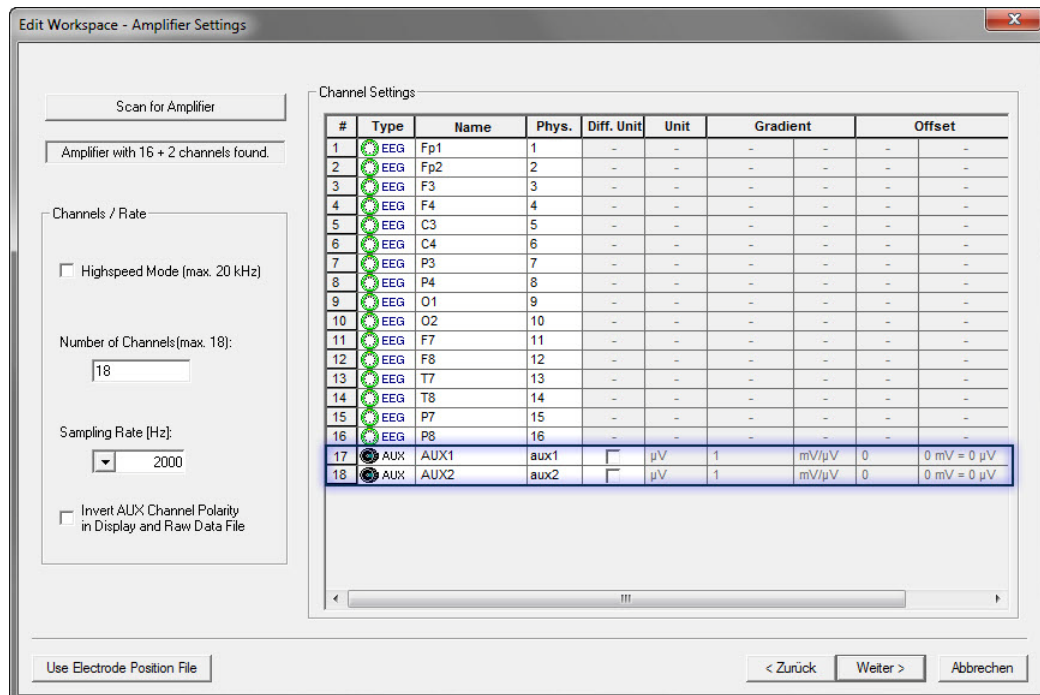 Edit Workspace - Amplifier Settings
Scan for Amplifier
Amplifier with 16 + 2 channels found.
Channels / Rate
Highspeed Mode (max. 20 kHz)
Number of Channels(max. 18):
18
Sampling Rate [Hz]:
2000
Invert AUX Channel Polarity
in Display and Raw Data File
Channel Settings
# Type Name Phys. Diff. Unit Unit Gradient Offset
1 EEG Fp1 1 - - - - - -
2 EEG Fp2 2 - - - - - -
3 EEG F3 3 - - - - - -
4 EEG F4 4 - - - - - -
5 EEG C3 5 - - - - - -
6 EEG C4 6 - - - - - -
7 EEG P3 7 - - - - - -
8 EEG P4 8 - - - - - -
9 EEG O1 9 - - - - - -
10 EEG O2 10 - - - - - -
11 EEG F7 11 - - - - - -
12 EEG F8 12 - - - - - -
13 EEG T7 13 - - - - - -
14 EEG T8 14 - - - - - -
15 EEG P7 15 - - - - - -
16 EEG P8 16 - - - - - -
17 AUX AUX1 aux1 µV 1 mV/µV 0 0 mV = 0 µV
18 AUX AUX2 aux2 µV 1 mV/µV 0 0 mV = 0 µV
Use Electrode Position File
< Zurück
Weiter >
Abbrechen